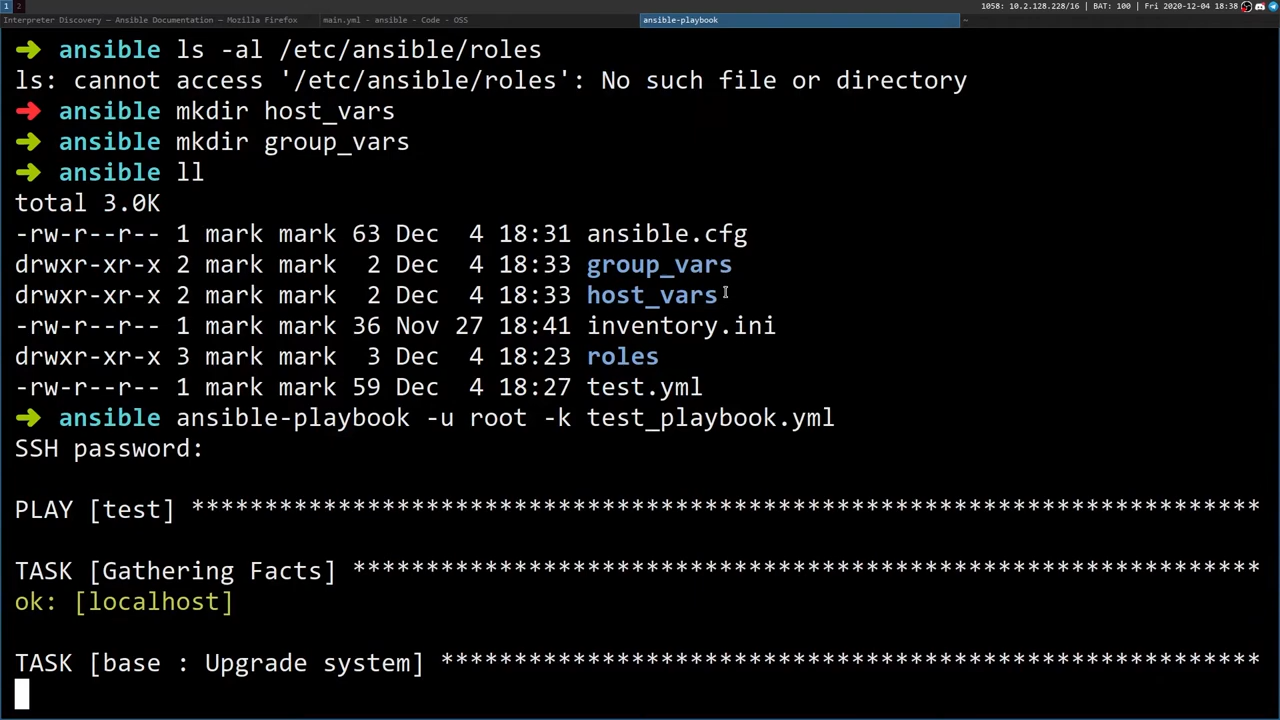 1 2
1058: 10.2.128.228/16 | BAT: 100 | Fri 2020-12-04 18:38
Interpreter Discovery — Ansible Documentation — Mozilla Firefox main.yml - ansible - Code - OSS ansible-playbook
➜ ansible ls -al /etc/ansible/roles
ls: cannot access '/etc/ansible/roles': No such file or directory
➜ ansible mkdir host_vars
➜ ansible mkdir group_vars
➜ ansible ll
total 3.0K
-rw-r--r-- 1 mark mark 63 Dec  4 18:31 ansible.cfg
drwxr-xr-x 2 mark mark  2 Dec  4 18:33 group_vars
drwxr-xr-x 2 mark mark  2 Dec  4 18:33 host_vars
-rw-r--r-- 1 mark mark 36 Nov 27 18:41 inventory.ini
drwxr-xr-x 3 mark mark  3 Dec  4 18:23 roles
-rw-r--r-- 1 mark mark 59 Dec  4 18:27 test.yml
➜ ansible ansible-playbook -u root -k test_playbook.yml
SSH password:
PLAY [test] *************************************************************************
TASK [Gathering Facts] **************************************************************
ok: [localhost]
TASK [base : Upgrade system] ********************************************************